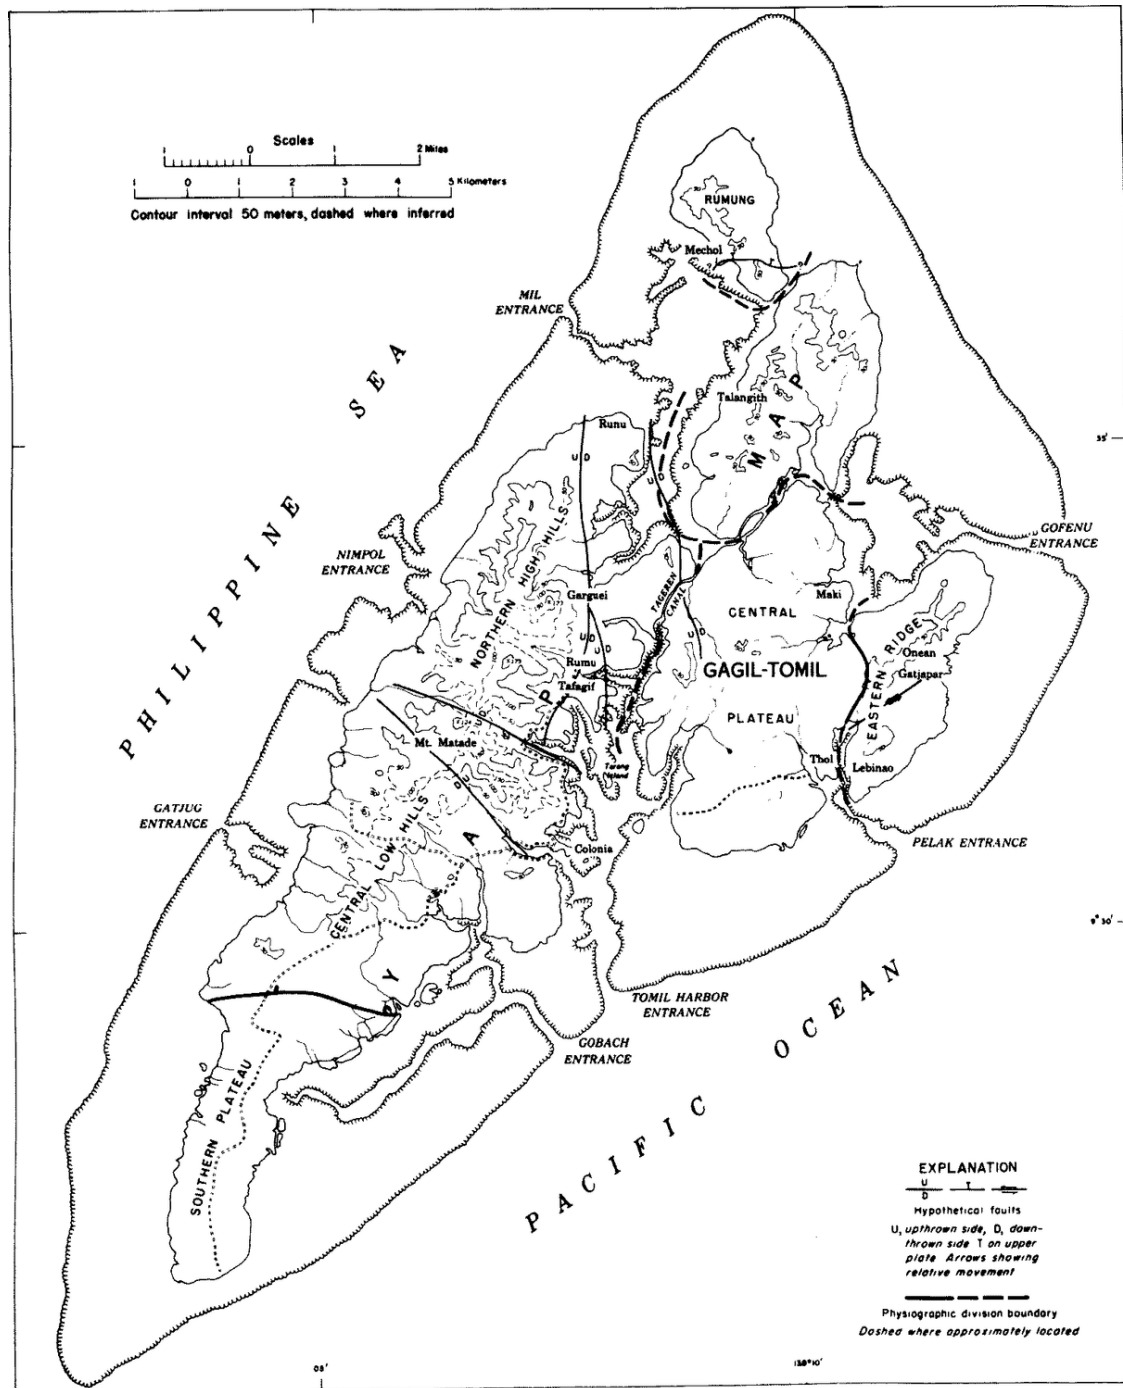 Scales
1 0 1 2 Miles
1 0 1 2 3 4 5 Kilometers
Contour interval 50 meters, dashed where inferred
RUMUNG
Mechol
MIL
ENTRANCE
PHILIPPINE SEA
Talangith
MAP
Runu
U D
U D
35'
GOFENU
ENTRANCE
NIMPOL
ENTRANCE
NORTHERN HIGH HILLS
Garguei
TAGEREN
CANAL
CENTRAL
Maki
EASTERN RIDGE
Onean
Gatjapar
U D
U D
U D
Rumu
Tafagif
GAGIL-TOMIL
PLATEAU
YAP
U D
Mt. Matade
D U
Tarang
Island
Thol
Lebinao
GATJUG
ENTRANCE
CENTRAL LOW HILLS
Colonia
PELAK ENTRANCE
9° 30'
TOMIL HARBOR
ENTRANCE
GOBACH
ENTRANCE
PACIFIC OCEAN
SOUTHERN PLATEAU
EXPLANATION
U
D
T
Hypothetical faults
U, upthrown side, D, down-
thrown side T on upper
plate Arrows showing
relative movement
Physiographic division boundary
Dashed where approximately located
05'
138°10'